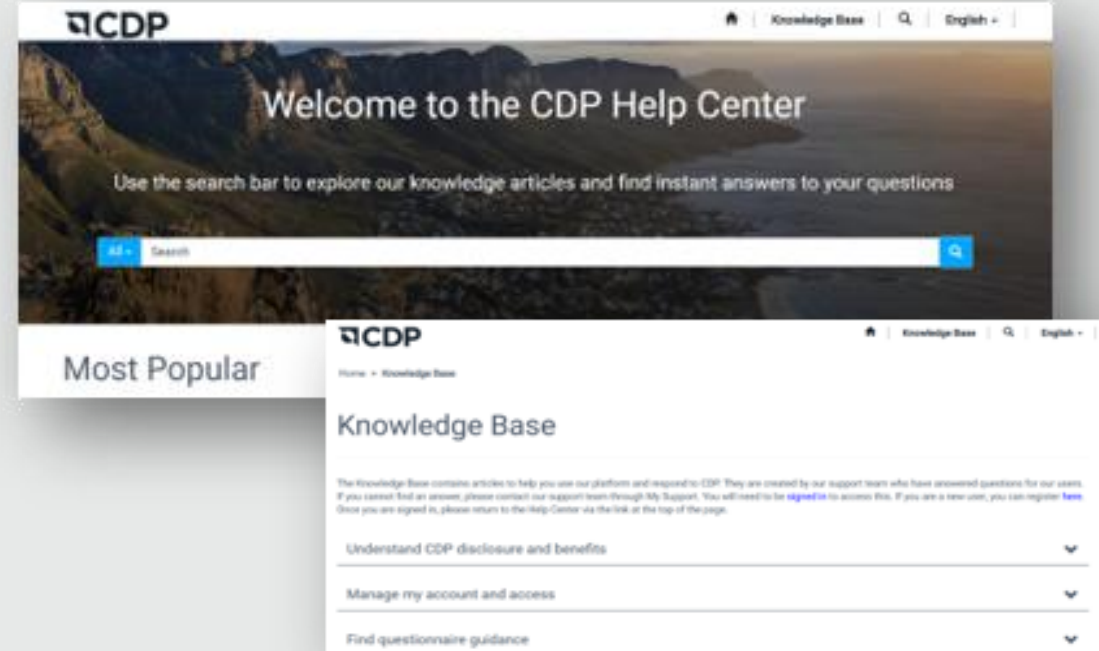 CDP
Knowledge Base
English
Welcome to the CDP Help Center
Use the search bar to explore our knowledge articles and find instant answers to your questions
All
Search
Most Popular
CDP
Knowledge Base
English
Home > Knowledge Base
Knowledge Base
The Knowledge Base contains articles to help you use our platform and respond to CDP. They are created by our support team who have answered questions for our users.
If you cannot find an answer, please contact our support team through My Support. You will need to be signed in to access this. If you are a new user, you can register here.
Once you are signed in, please return to the Help Center via the link at the top of the page.
Understand CDP disclosure and benefits
Manage my account and access
Find questionnaire guidance